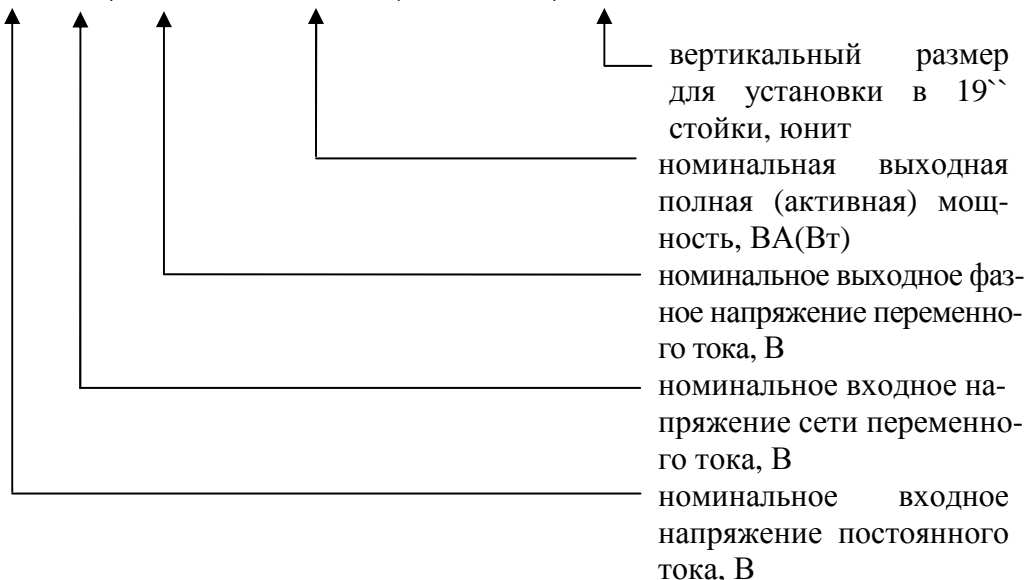 вертикальный размер
для установки в 19``
стойки, юнит
номинальная выходная
полная (активная) мощ-
ность, ВА(Вт)
номинальное выходное фаз-
ное напряжение переменно-
го тока, В
номинальное входное на-
пряжение сети переменно-
го тока, В
номинальное входное
напряжение постоянного
тока, В